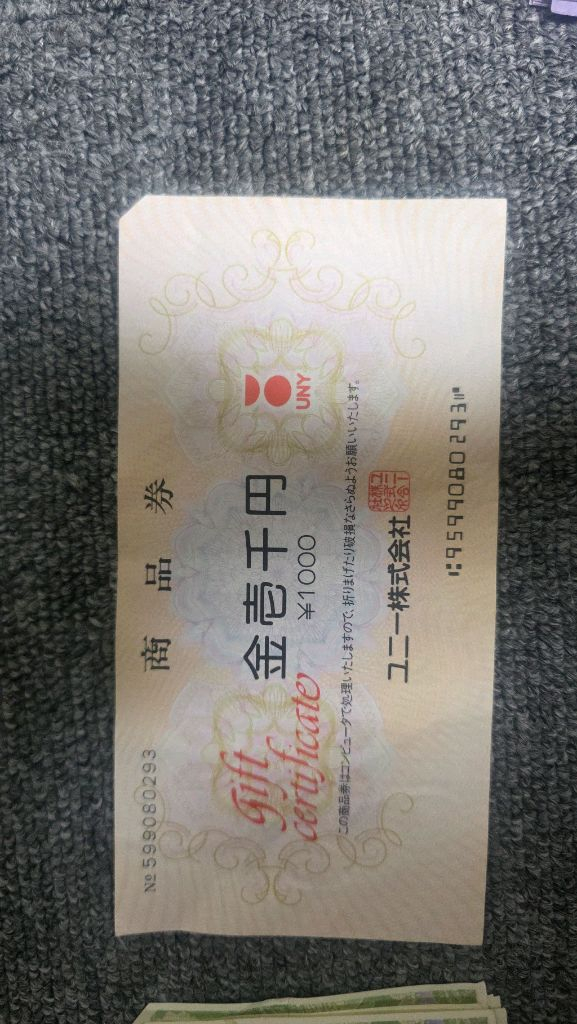 № 599080293
商品券
Gift
certificate
金壱千円
¥1000
UNY
この商品券はコンピュータで処理いたしますので、折りまげたり破損なさらぬようお願いいたします。
ユニー株式会社
⑆9599080293⑈